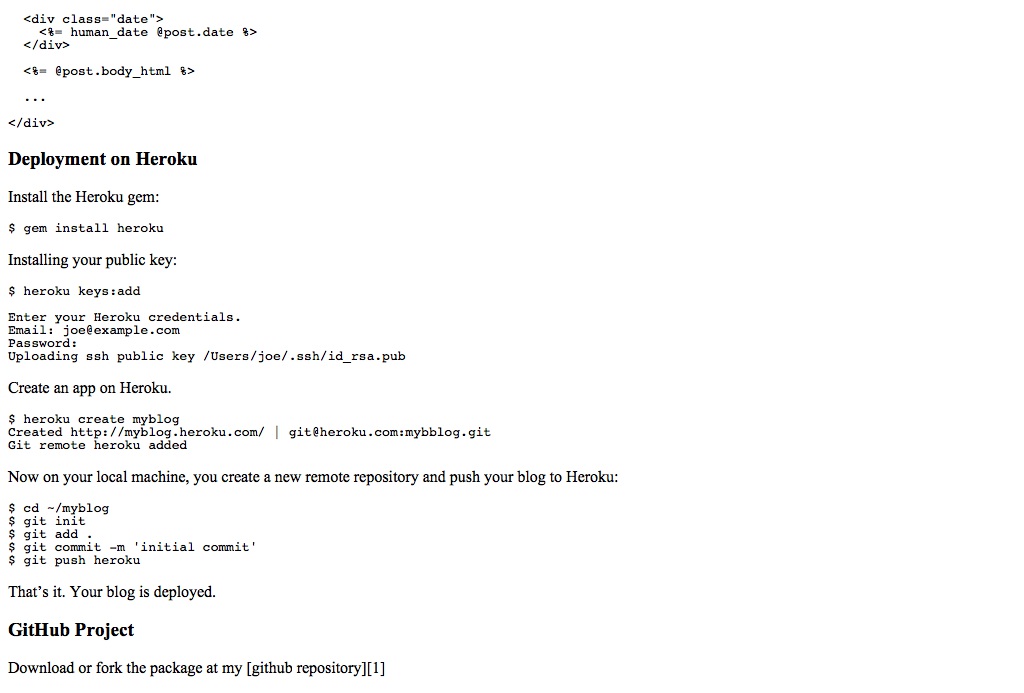 <div class="date">
<%= human_date @post.date %>
</div>
<%= @post.body_html %>
...
</div>
Deployment on Heroku
Install the Heroku gem:
$ gem install heroku
Installing your public key:
$ heroku keys:add
Enter your Heroku credentials.
Email: joe@example.com
Password:
Uploading ssh public key /Users/joe/.ssh/id_rsa.pub
Create an app on Heroku.
$ heroku create myblog
Created http://myblog.heroku.com/ | git@heroku.com:mybblog.git
Git remote heroku added
Now on your local machine, you create a new remote repository and push your blog to Heroku:
$ cd ~/myblog
$ git init
$ git add .
$ git commit -m 'initial commit'
$ git push heroku
That’s it. Your blog is deployed.
GitHub Project
Download or fork the package at my [github repository][1]